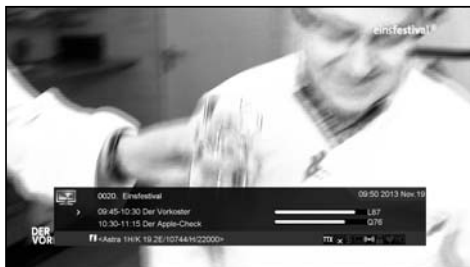 einsfestival
0020. Einsfestival 09:50 2013 Nov.19
09:45-10:30 Der Vorkoster L87
10:30-11:15 Der Apple-Check Q76
DER
VOR
<Astra 1H/K 19.2E/10744/H/22000> TTX